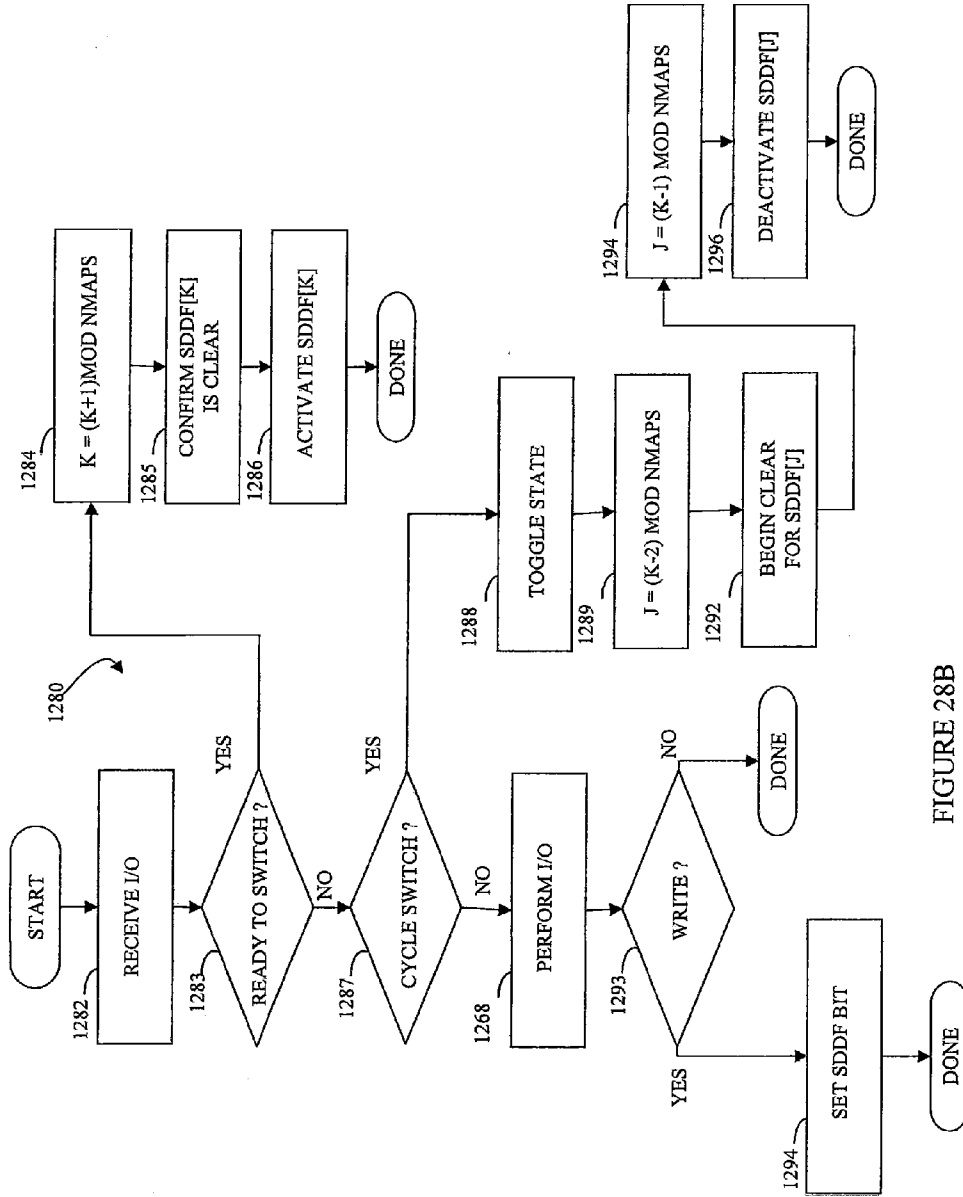 START
1282
RECEIVE I/O
1280
1283
READY TO SWITCH ?
YES
NO
1284
K = (K+1)MOD NMAPS
1285
CONFIRM SDDF[K]
IS CLEAR
1286
ACTIVATE SDDF[K]
DONE
1287
CYCLE SWITCH ?
YES
NO
1288
TOGGLE STATE
1289
J = (K-2) MOD NMAPS
1292
BEGIN CLEAR
FOR SDDF[J]
1294
J = (K-1) MOD NMAPS
1296
DEACTIVATE SDDF[J]
DONE
1268
PERFORM I/O
1293
WRITE ?
NO
DONE
YES
1294
SET SDDF BIT
DONE
FIGURE 28B